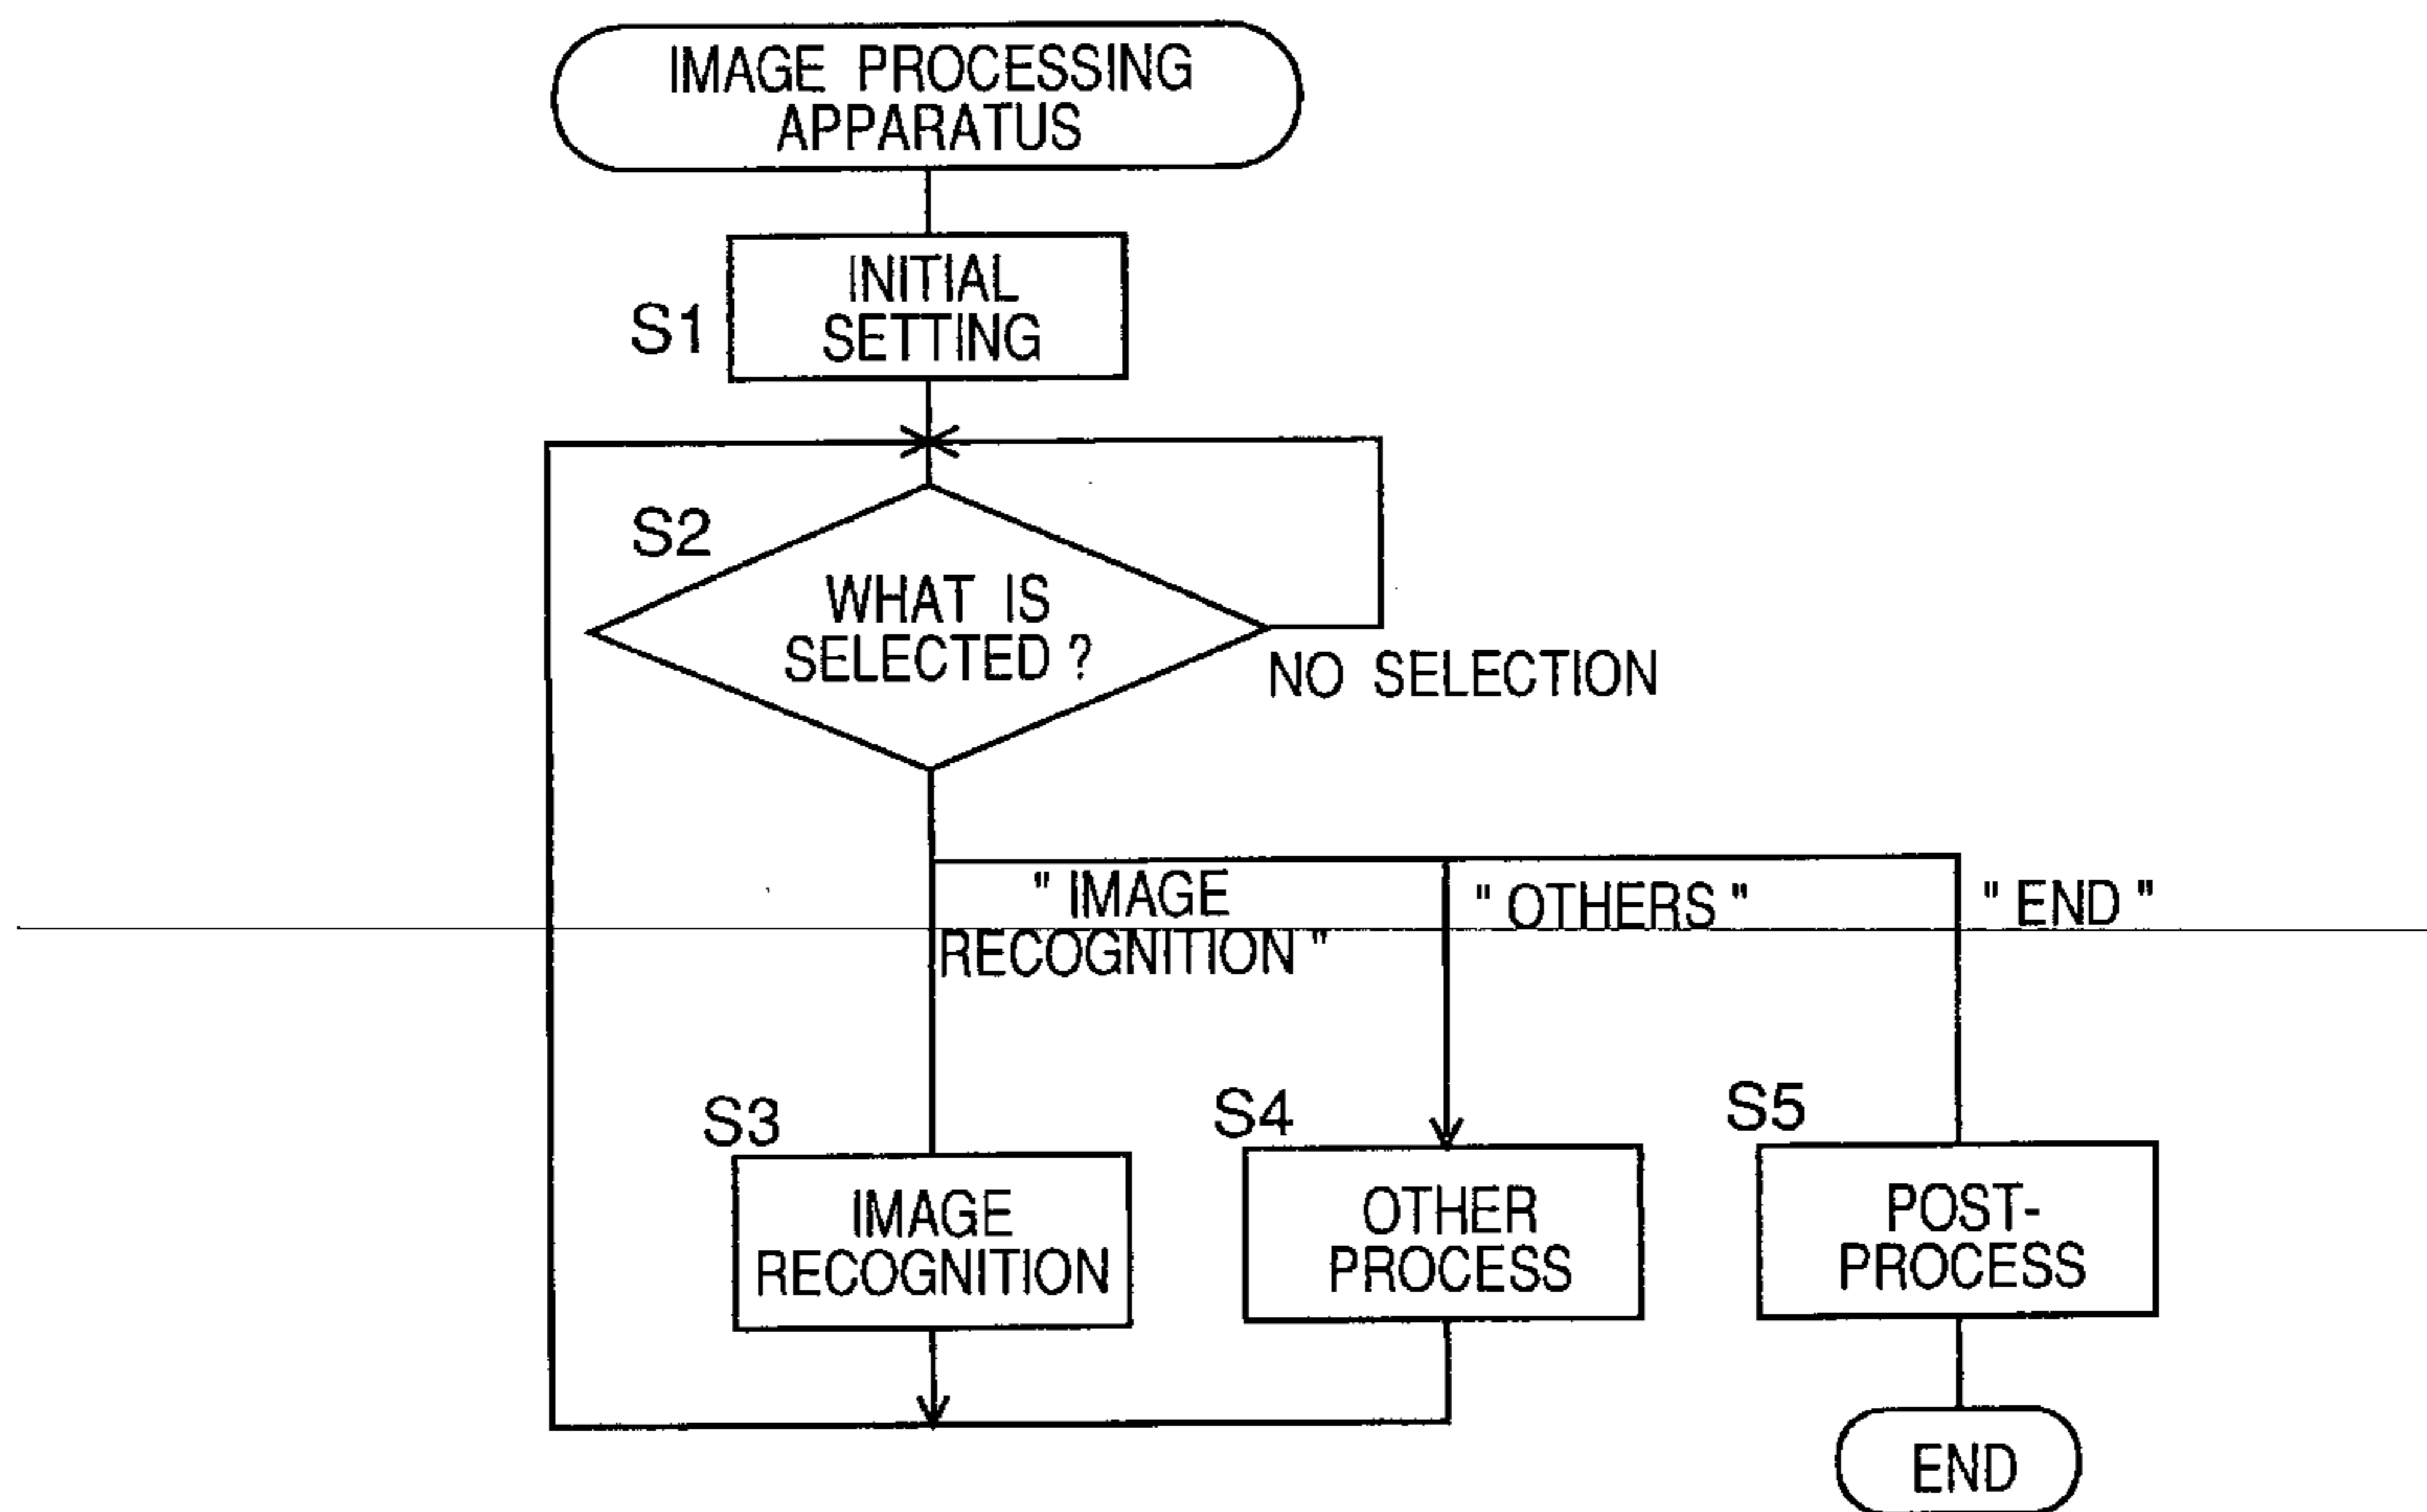 IMAGE PROCESSING
APPARATUS
S1
INITIAL
SETTING
S2
WHAT IS
SELECTED ?
NO SELECTION
" IMAGE
RECOGNITION "
" OTHERS "
" END "
S3
IMAGE
RECOGNITION
S4
OTHER
PROCESS
S5
POST-
PROCESS
END